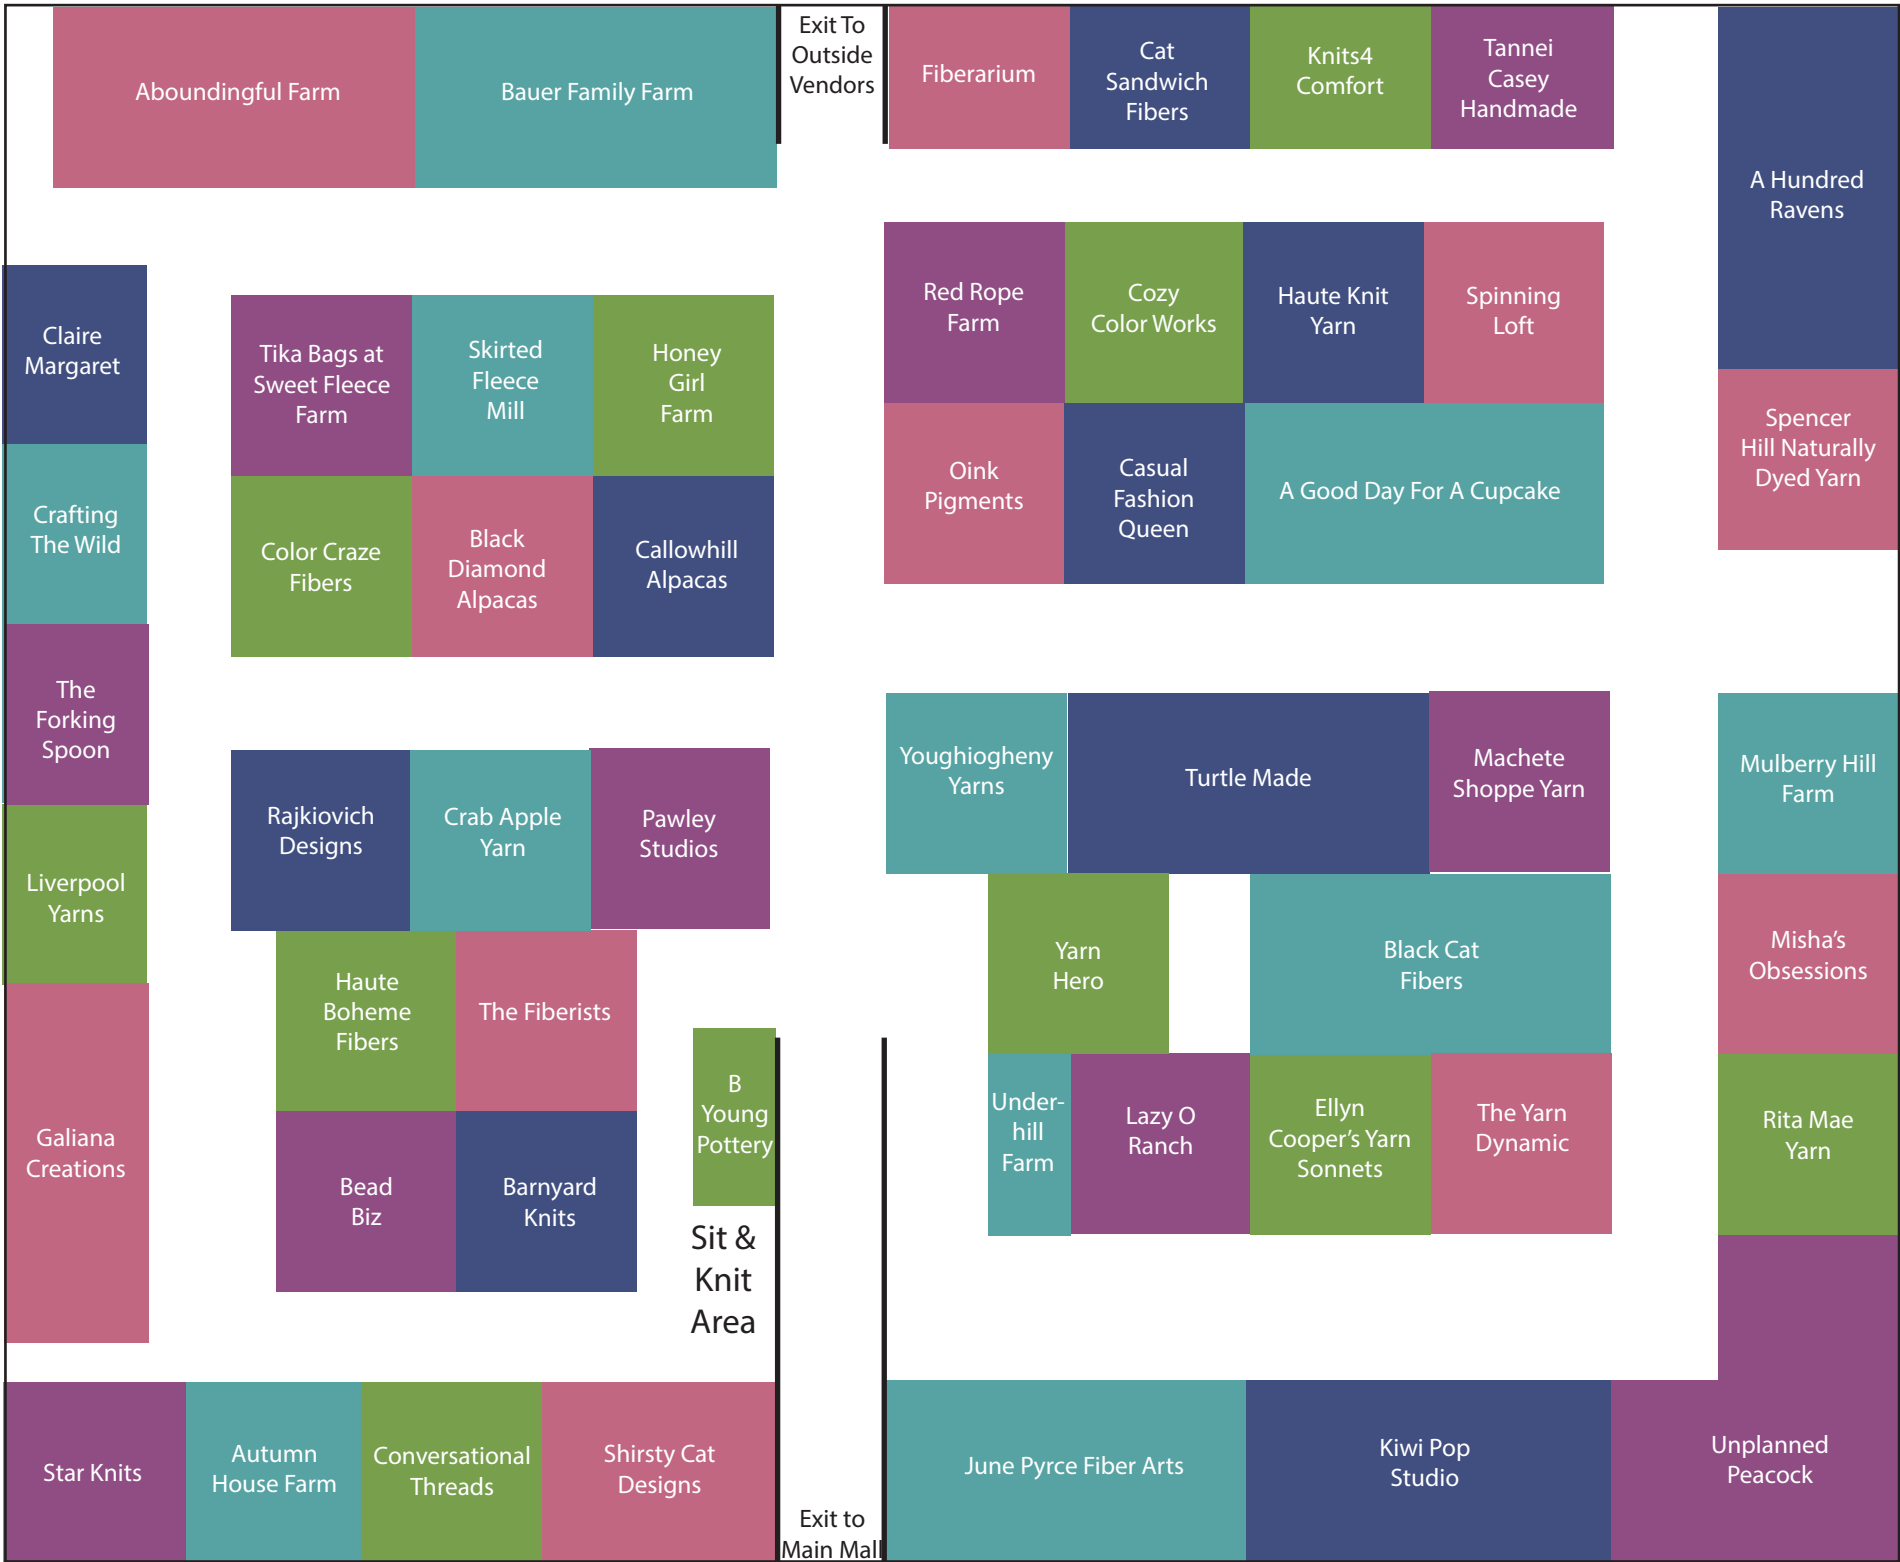 Aboundingful Farm
Bauer Family Farm
Exit To
Outside
Vendors
Fiberarium
Cat
Sandwich
Fibers
Knits4
Comfort
Tannei
Casey
Handmade
A Hundred
Ravens
Claire
Margaret
Tika Bags at
Sweet Fleece
Farm
Skirted
Fleece
Mill
Honey
Girl
Farm
Red Rope
Farm
Cozy
Color Works
Haute Knit
Yarn
Spinning
Loft
Spencer
Hill Naturally
Dyed Yarn
Crafting
The Wild
Color Craze
Fibers
Black
Diamond
Alpacas
Callowhill
Alpacas
Oink
Pigments
Casual
Fashion
Queen
A Good Day For A Cupcake
The
Forking
Spoon
Rajkiovich
Designs
Crab Apple
Yarn
Pawley
Studios
Youghiogheny
Yarns
Turtle Made
Machete
Shoppe Yarn
Mulberry Hill
Farm
Liverpool
Yarns
Haute
Boheme
Fibers
The Fiberists
Yarn
Hero
Black Cat
Fibers
Misha's
Obsessions
Galiana
Creations
Bead
Biz
Barnyard
Knits
B
Young
Pottery
Sit &
Knit
Area
Under-
hill
Farm
Lazy O
Ranch
Ellyn
Cooper's Yarn
Sonnets
The Yarn
Dynamic
Rita Mae
Yarn
Star Knits
Autumn
House Farm
Conversational
Threads
Shirsty Cat
Designs
Exit to
Main Mall
June Pyrce Fiber Arts
Kiwi Pop
Studio
Unplanned
Peacock